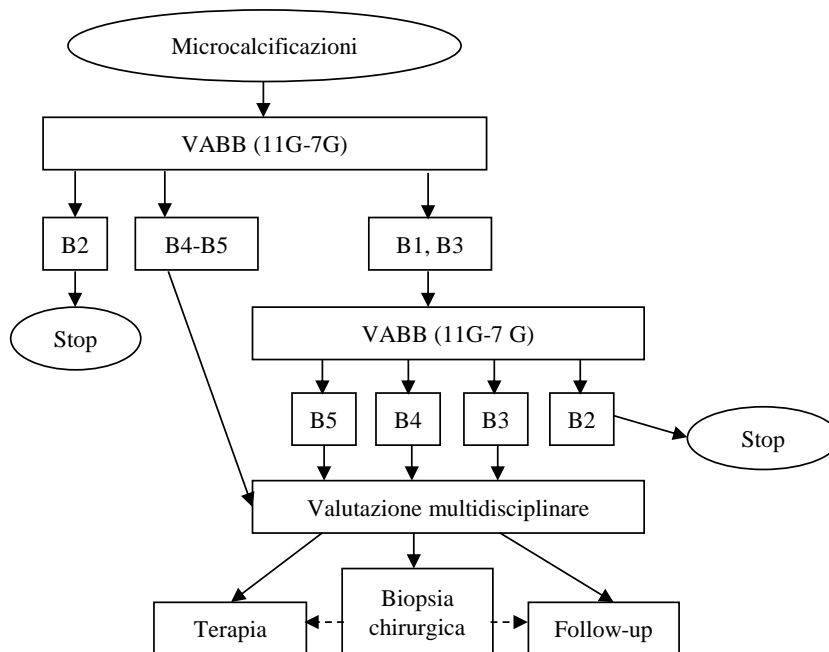 Microcalcificazioni
VABB (11G-7G)
B2
B4-B5
B1, B3
Stop
VABB (11G-7 G)
B5
B4
B3
B2
Stop
Valutazione multidisciplinare
Terapia
Biopsia
chirurgica
Follow-up